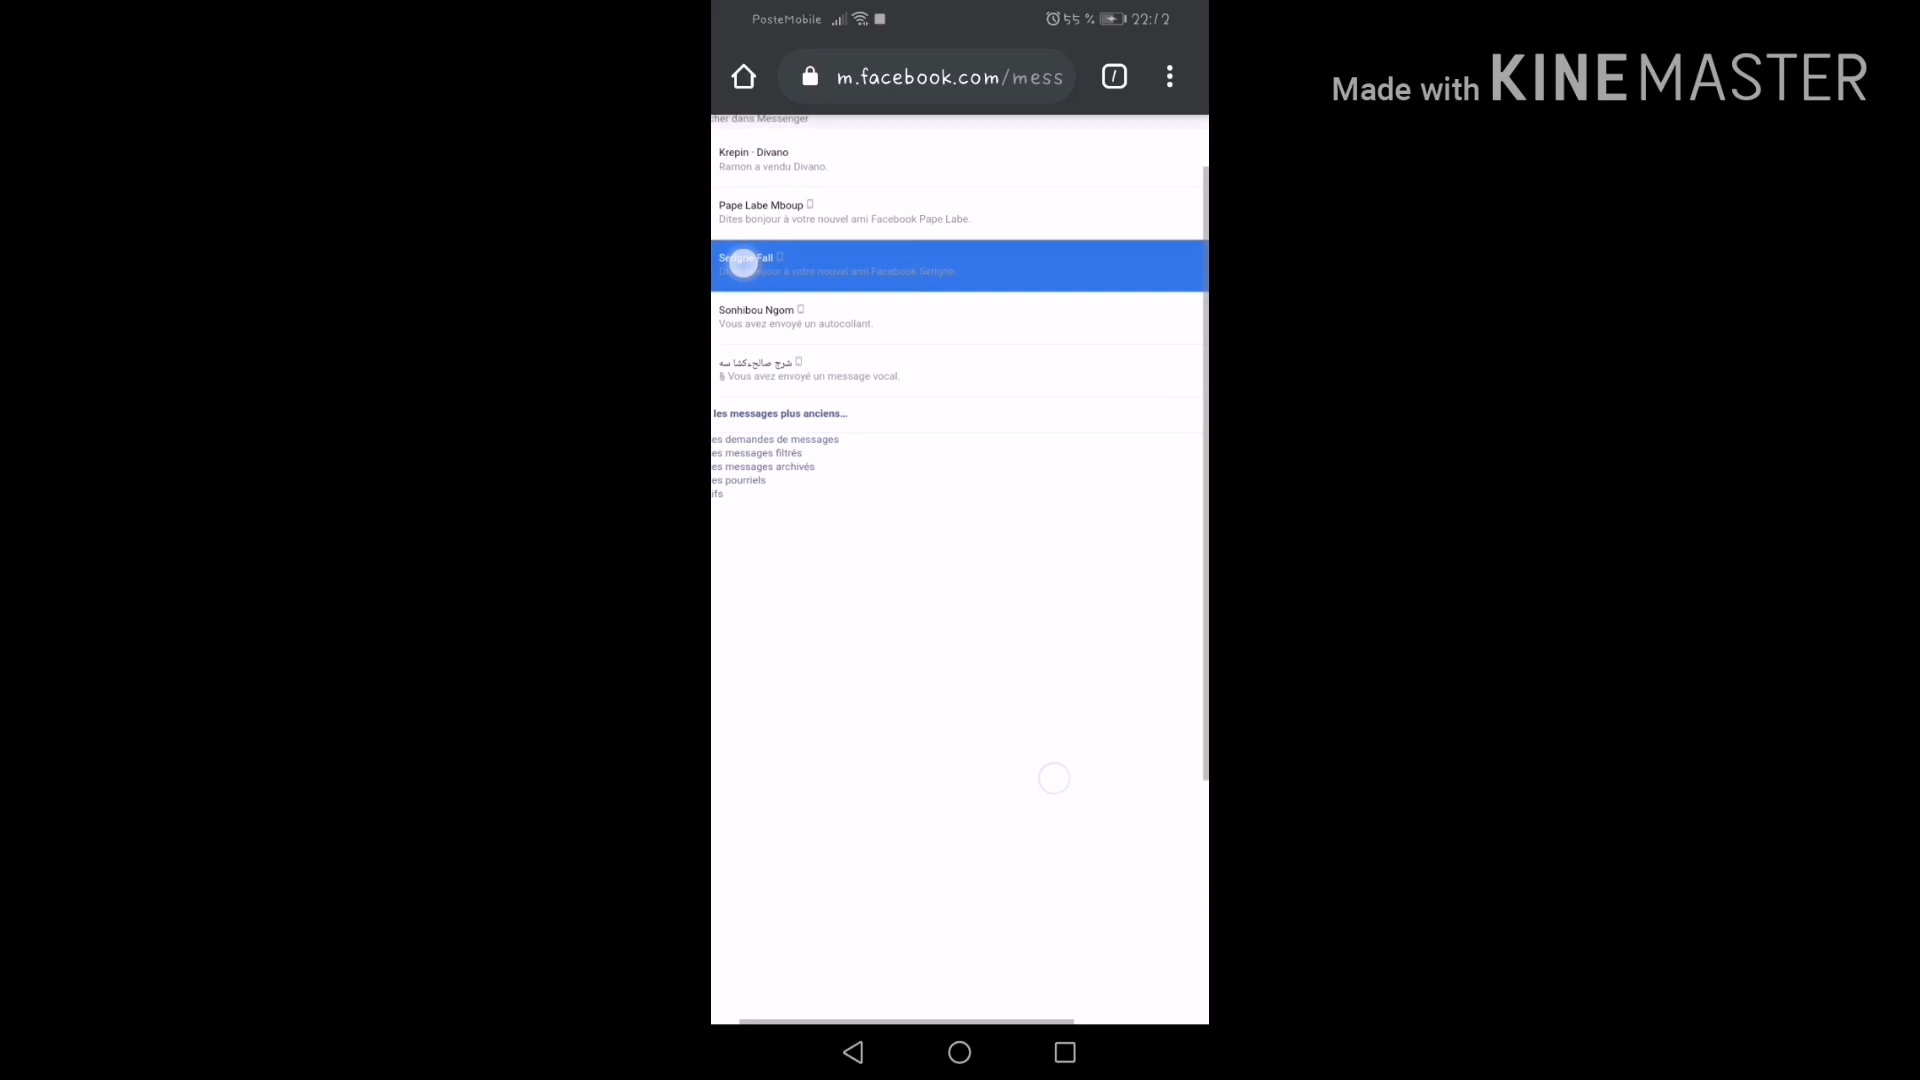 PosteMobile
55 % 22:12
m.facebook.com/mess
Made with KINEMASTER
cher dans Messenger
Krepin · Divano
Ramon a vendu Divano.
Pape Labe Mboup
Dites bonjour à votre nouvel ami Facebook Pape Labe.
Serigne Fall
bonjour à votre nouvel ami Facebook Serigne.
Sonhibou Ngom
Vous avez envoyé un autocollant.
Vous avez envoyé un message vocal.
les messages plus anciens...
es demandes de messages
es messages filtrés
es messages archivés
es pourriels
ifs